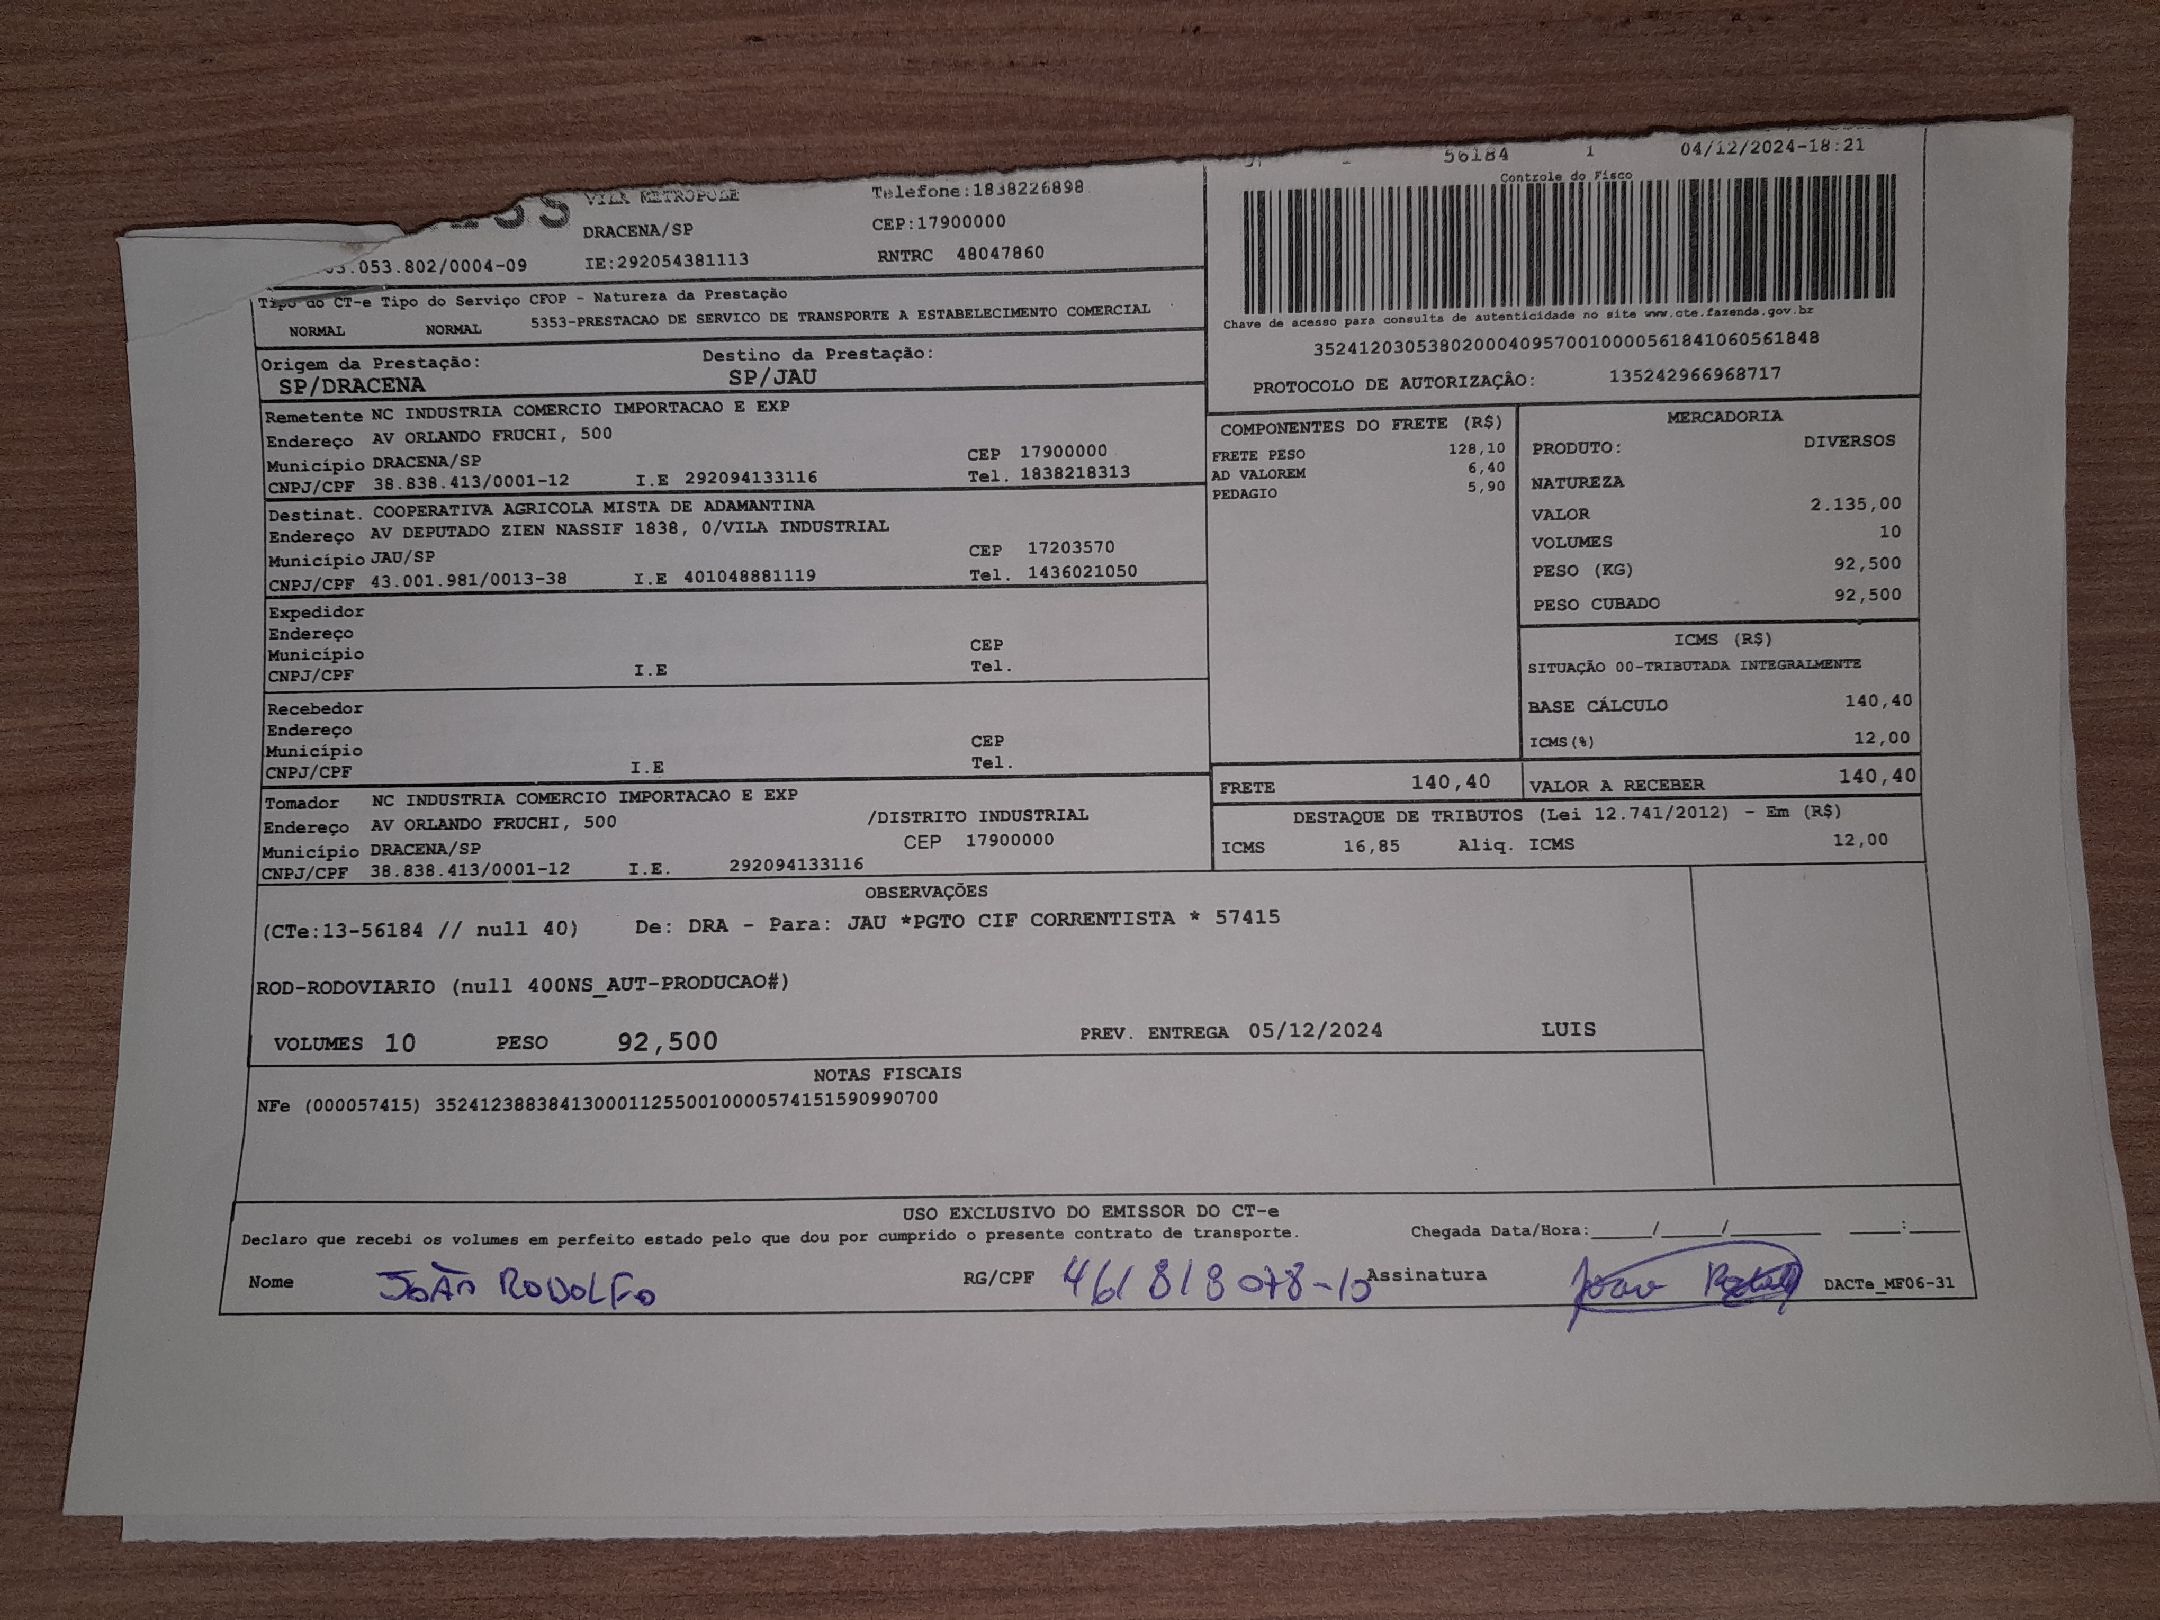 56184 1 04/12/2024-18:21
VILA METROPOLE Telefone:1838226898
DRACENA/SP CEP:17900000
.053.802/0004-09 IE:292054381113 RNTRC 48047860
Controle do Fisco
Chave de acesso para consulta de autenticidade no site www.cte.fazenda.gov.br
35241203053802000409570010000561841060561848
PROTOCOLO DE AUTORIZAÇÃO: 135242966968717
Tipo do CT-e Tipo do Serviço CFOP - Natureza da Prestação
NORMAL NORMAL 5353-PRESTACAO DE SERVICO DE TRANSPORTE A ESTABELECIMENTO COMERCIAL
Origem da Prestação: Destino da Prestação:
SP/DRACENA SP/JAU
Remetente NC INDUSTRIA COMERCIO IMPORTACAO E EXP
Endereço AV ORLANDO FRUCHI, 500
Município DRACENA/SP CEP 17900000
CNPJ/CPF 38.838.413/0001-12 I.E 292094133116 Tel. 1838218313
Destinat. COOPERATIVA AGRICOLA MISTA DE ADAMANTINA
Endereço AV DEPUTADO ZIEN NASSIF 1838, 0/VILA INDUSTRIAL
Município JAU/SP CEP 17203570
CNPJ/CPF 43.001.981/0013-38 I.E 401048881119 Tel. 1436021050
Expedidor
Endereço
Município CEP
CNPJ/CPF I.E Tel.
Recebedor
Endereço
Município CEP
CNPJ/CPF I.E Tel.
Tomador NC INDUSTRIA COMERCIO IMPORTACAO E EXP
Endereço AV ORLANDO FRUCHI, 500 /DISTRITO INDUSTRIAL
Município DRACENA/SP CEP 17900000
CNPJ/CPF 38.838.413/0001-12 I.E. 292094133116
COMPONENTES DO FRETE (R$)
FRETE PESO 128,10
AD VALOREM 6,40
PEDAGIO 5,90
MERCADORIA
PRODUTO: DIVERSOS
NATUREZA
VALOR 2.135,00
VOLUMES 10
PESO (KG) 92,500
PESO CUBADO 92,500
ICMS (R$)
SITUAÇÃO 00-TRIBUTADA INTEGRALMENTE
BASE CÁLCULO 140,40
ICMS(%) 12,00
FRETE 140,40 VALOR A RECEBER 140,40
DESTAQUE DE TRIBUTOS (Lei 12.741/2012) - Em (R$)
ICMS 16,85 Aliq. ICMS 12,00
OBSERVAÇÕES
(CTe:13-56184 // null 40) De: DRA - Para: JAU *PGTO CIF CORRENTISTA * 57415
ROD-RODOVIARIO (null 400NS_AUT-PRODUCAO#)
VOLUMES 10 PESO 92,500 PREV. ENTREGA 05/12/2024 LUIS
NOTAS FISCAIS
NFe (000057415) 35241238838413000112550010000574151590990700
USO EXCLUSIVO DO EMISSOR DO CT-e
Declaro que recebi os volumes em perfeito estado pelo que dou por cumprido o presente contrato de transporte. Chegada Data/Hora:_____/_____/________ ____:____
Nome JOÃO RODOLFO RG/CPF 461818078-10 Assinatura João DACTe_MF06-31